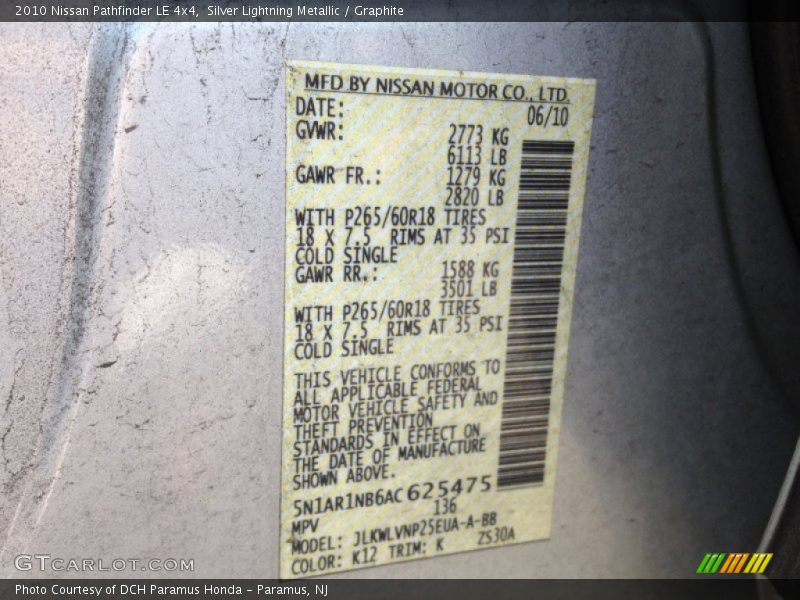 2010 Nissan Pathfinder LE 4x4, Silver Lightning Metallic / Graphite
MFD BY NISSAN MOTOR CO., LTD.
DATE: 06/10
GVWR: 2773 KG
6113 LB
GAWR FR.: 1279 KG
2820 LB
WITH P265/60R18 TIRES
18 X 7.5 RIMS AT 35 PSI
COLD SINGLE
GAWR RR.: 1588 KG
3501 LB
WITH P265/60R18 TIRES
18 X 7.5 RIMS AT 35 PSI
COLD SINGLE
THIS VEHICLE CONFORMS TO
ALL APPLICABLE FEDERAL
MOTOR VEHICLE SAFETY AND
THEFT PREVENTION
STANDARDS IN EFFECT ON
THE DATE OF MANUFACTURE
SHOWN ABOVE.
5N1AR1NB6AC625475
MPV 136
MODEL: JLKWLVNP25EUA-A-BB
COLOR: K12 TRIM: K ZS30A
GTCARLOT.COM
Photo Courtesy of DCH Paramus Honda - Paramus, NJ